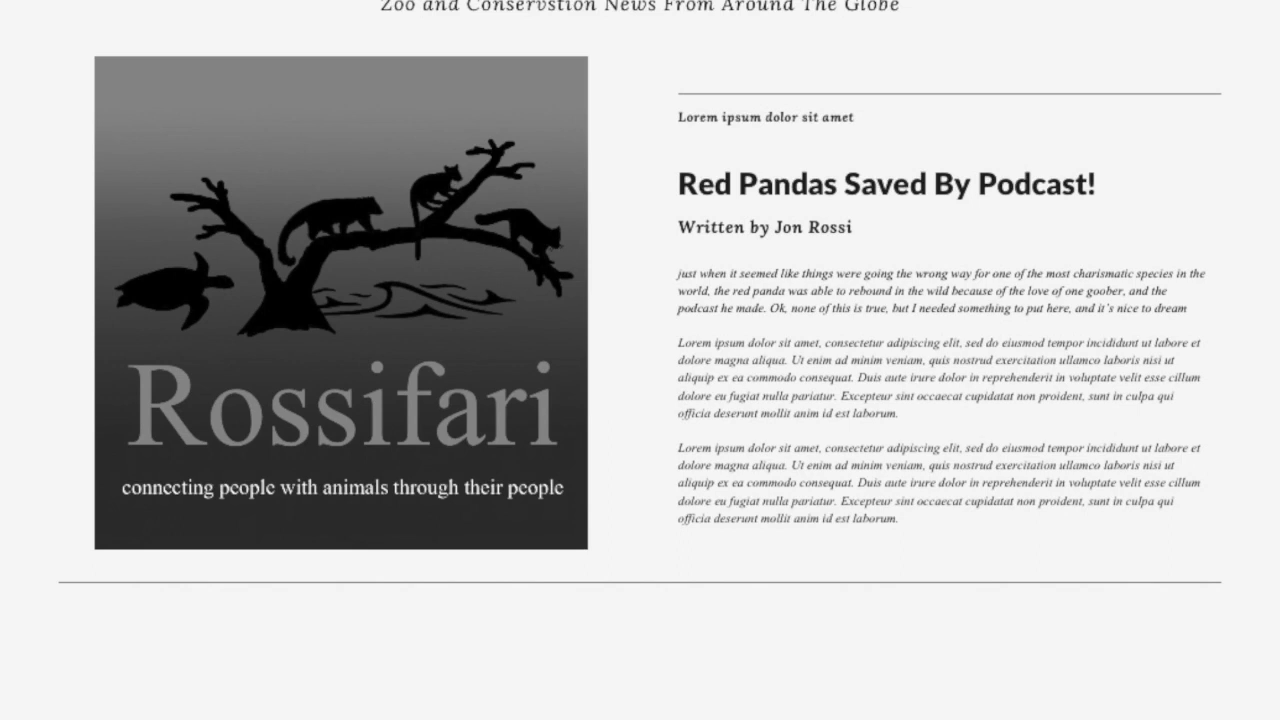 Zoo and Conservstion News From Around The Globe
Rossifari
connecting people with animals through their people
Lorem ipsum dolor sit amet
Red Pandas Saved By Podcast!
Written by Jon Rossi
just when it seemed like things were going the wrong way for one of the most charismatic species in the
world, the red panda was able to rebound in the wild because of the love of one goober, and the
podcast he made. Ok, none of this is true, but I needed something to put here, and it's nice to dream
Lorem ipsum dolor sit amet, consectetur adipiscing elit, sed do eiusmod tempor incididunt ut labore et
dolore magna aliqua. Ut enim ad minim veniam, quis nostrud exercitation ullamco laboris nisi ut
aliquip ex ea commodo consequat. Duis aute irure dolor in reprehenderit in voluptate velit esse cillum
dolore eu fugiat nulla pariatur. Excepteur sint occaecat cupidatat non proident, sunt in culpa qui
officia deserunt mollit anim id est laborum.
Lorem ipsum dolor sit amet, consectetur adipiscing elit, sed do eiusmod tempor incididunt ut labore et
dolore magna aliqua. Ut enim ad minim veniam, quis nostrud exercitation ullamco laboris nisi ut
aliquip ex ea commodo consequat. Duis aute irure dolor in reprehenderit in voluptate velit esse cillum
dolore eu fugiat nulla pariatur. Excepteur sint occaecat cupidatat non proident, sunt in culpa qui
officia deserunt mollit anim id est laborum.